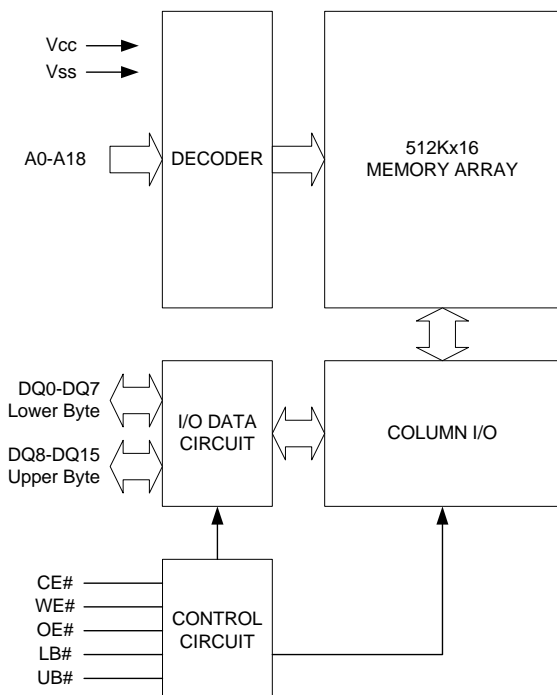 Vcc
Vss
A0-A18
DECODER
512Kx16
MEMORY ARRAY
DQ0-DQ7
Lower Byte
DQ8-DQ15
Upper Byte
I/O DATA
CIRCUIT
COLUMN I/O
CE#
WE#
OE#
LB#
UB#
CONTROL
CIRCUIT